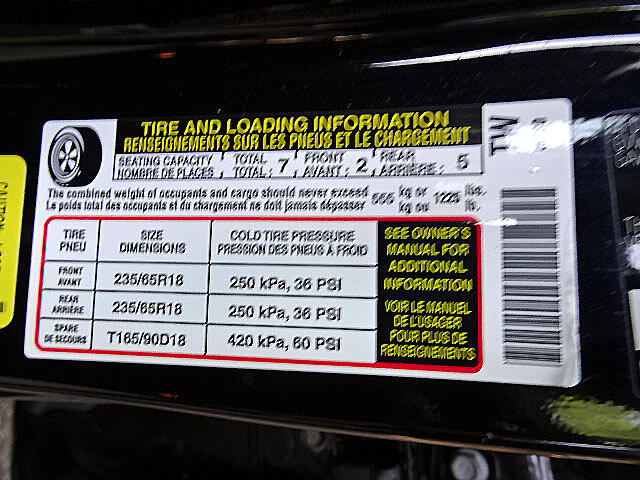 TIRE AND LOADING INFORMATION
RENSEIGNEMENTS SUR LES PNEUS ET LE CHARGEMENT
SEATING CAPACITY TOTAL FRONT REAR
NOMBRE DE PLACES TOTAL : 7 AVANT : 2 ARRIÈRE : 5
The combined weight of occupants and cargo should never exceed kg or lbs.
Le poids total des occupants et du chargement ne doit jamais dépasser kg ou lb.
TIRE SIZE COLD TIRE PRESSURE
PNEU DIMENSIONS PRESSION DES PNEUS À FROID
FRONT
AVANT 235/65R18 250 kPa, 36 PSI
REAR
ARRIÈRE 235/65R18 250 kPa, 36 PSI
SPARE
DE SECOURS T165/90D18 420 kPa, 60 PSI
SEE OWNER'S
MANUAL FOR
ADDITIONAL
INFORMATION
VOIR LE MANUEL
DE L'USAGER
POUR PLUS DE
RENSEIGNEMENTS
TW
CAUTION